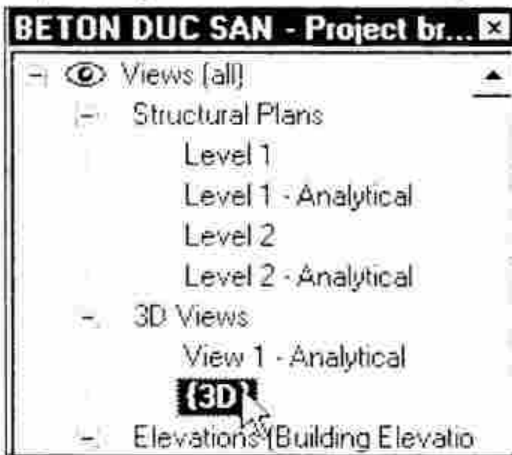 BETON DUC SAN - Project br...
Views (all)
Structural Plans
Level 1
Level 1 - Analytical
Level 2
Level 2 - Analytical
3D Views
View 1 - Analytical
{3D}
Elevations (Building Elevatio